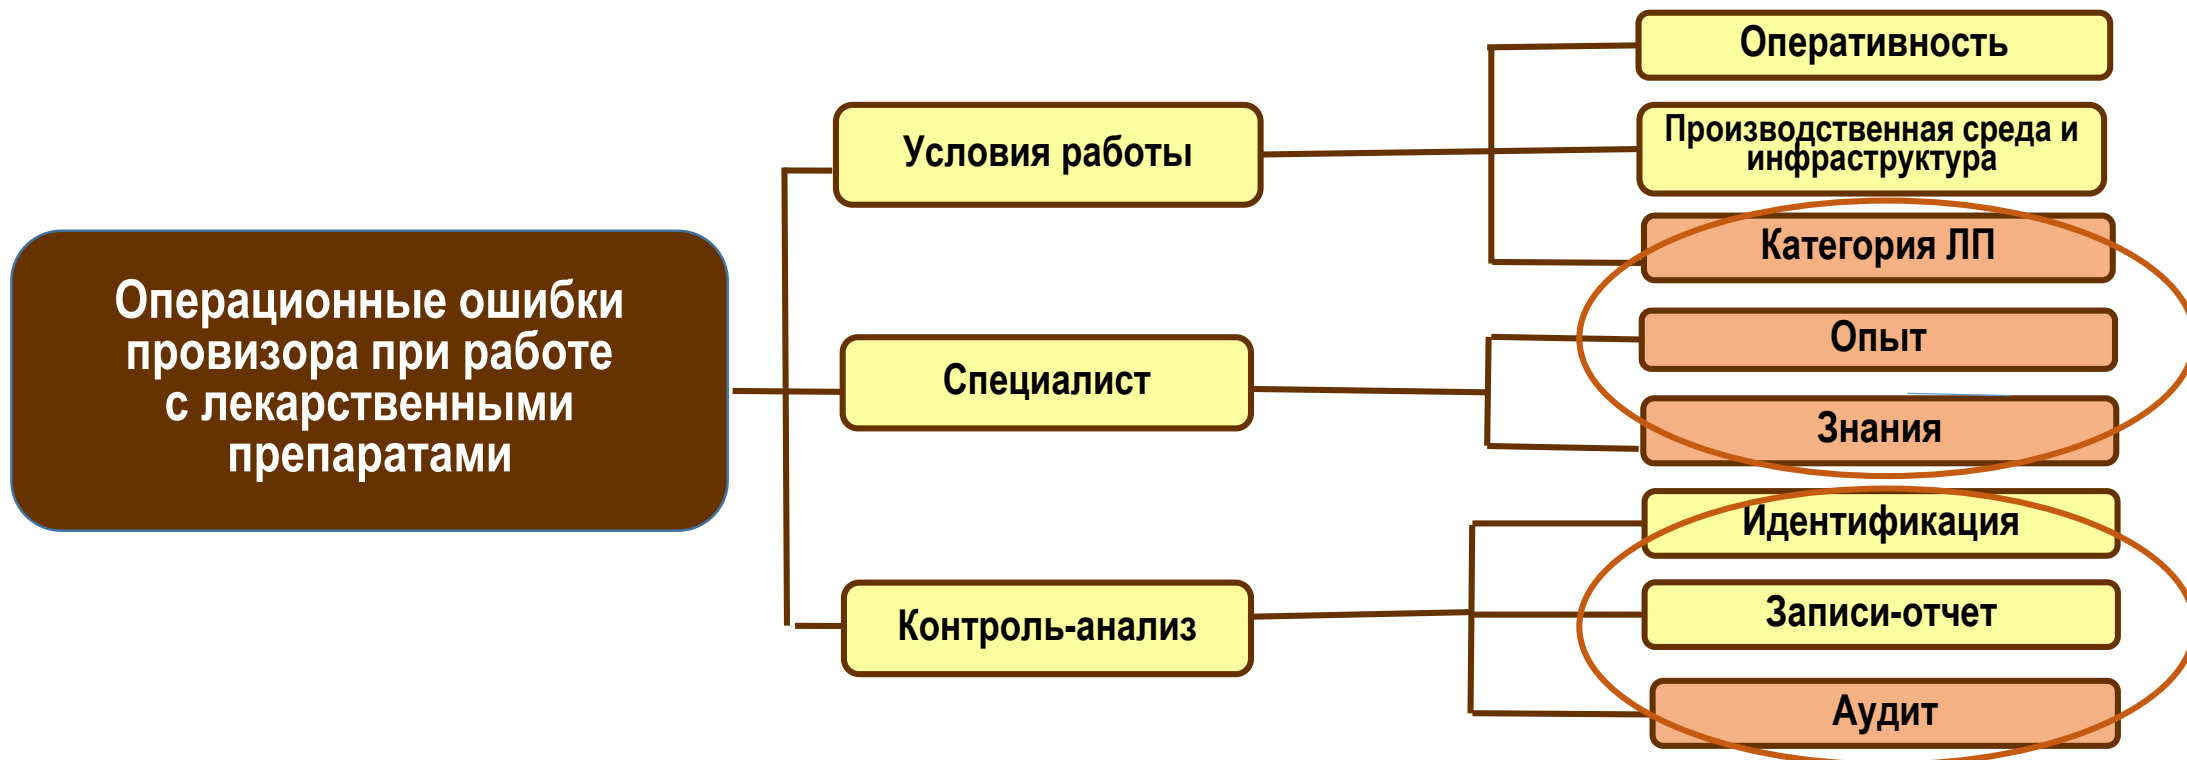 Операционные ошибки
провизора при работе
с лекарственными
препаратами
Условия работы
Специалист
Контроль-анализ
Оперативность
Производственная среда и
инфраструктура
Категория ЛП
Опыт
Знания
Идентификация
Записи-отчет
Аудит